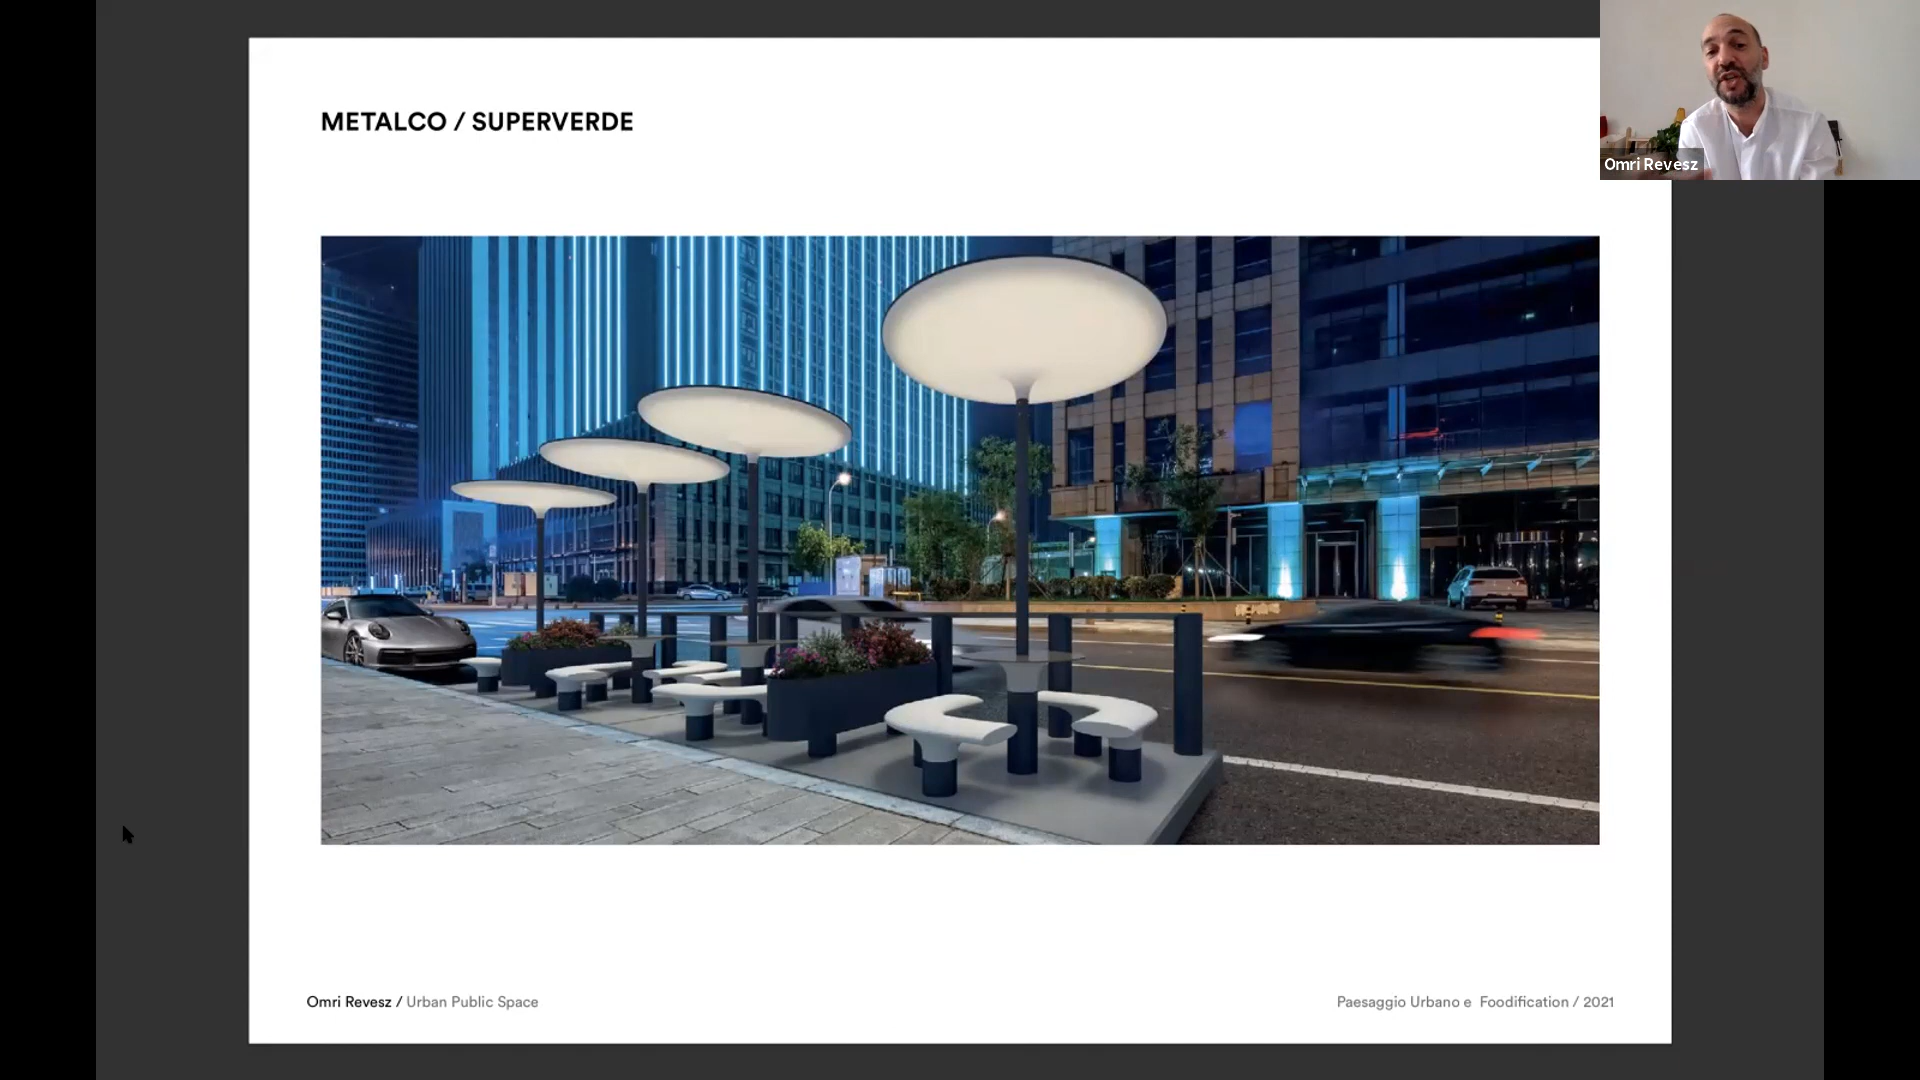 METALCO / SUPERVERDE
Omri Revesz
Omri Revesz / Urban Public Space
Paesaggio Urbano e Foodification / 2021